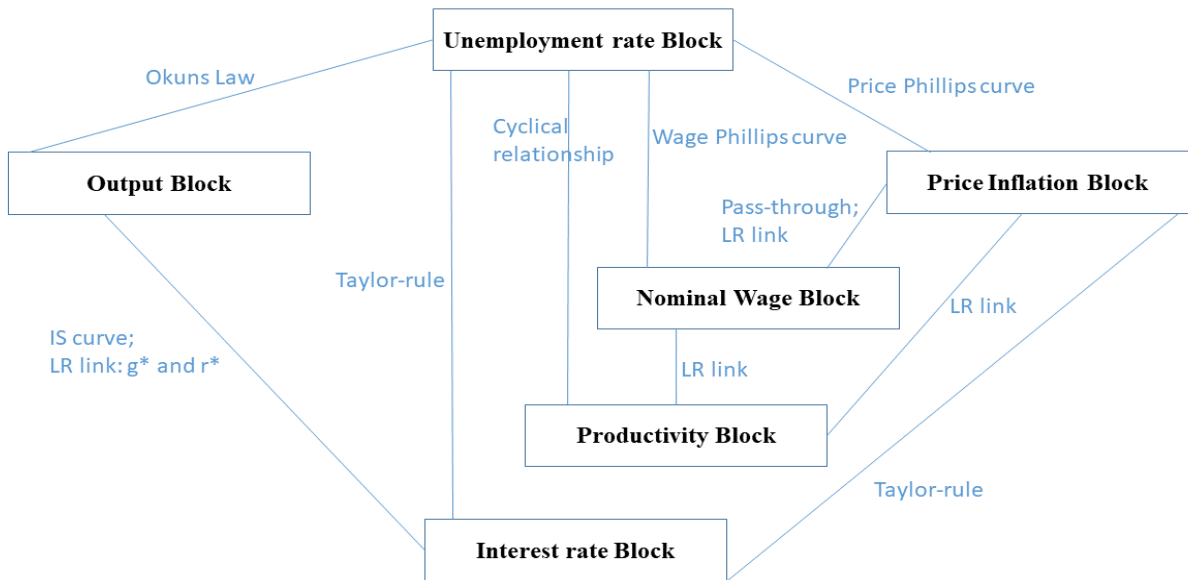 Unemployment rate Block
Okuns Law
Price Phillips curve
Cyclical
relationship
Wage Phillips curve
Output Block
Price Inflation Block
Pass-through;
LR link
Taylor-rule
Nominal Wage Block
LR link
IS curve;
LR link: g* and r*
LR link
Productivity Block
Taylor-rule
Interest rate Block